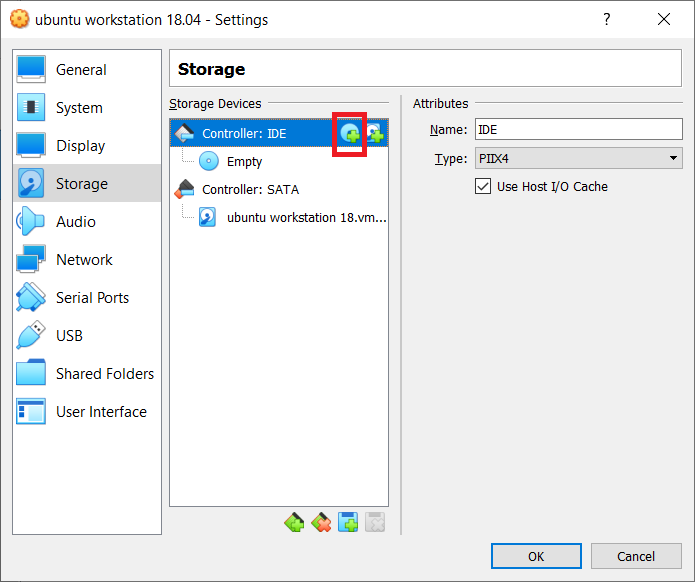 ubuntu workstation 18.04 - Settings
?
General
System
Display
Storage
Audio
Network
Serial Ports
USB
Shared Folders
User Interface
Storage
Storage Devices
Controller: IDE
Empty
Controller: SATA
ubuntu workstation 18.vm...
Attributes
Name: IDE
Type: PIIX4
Use Host I/O Cache
OK
Cancel